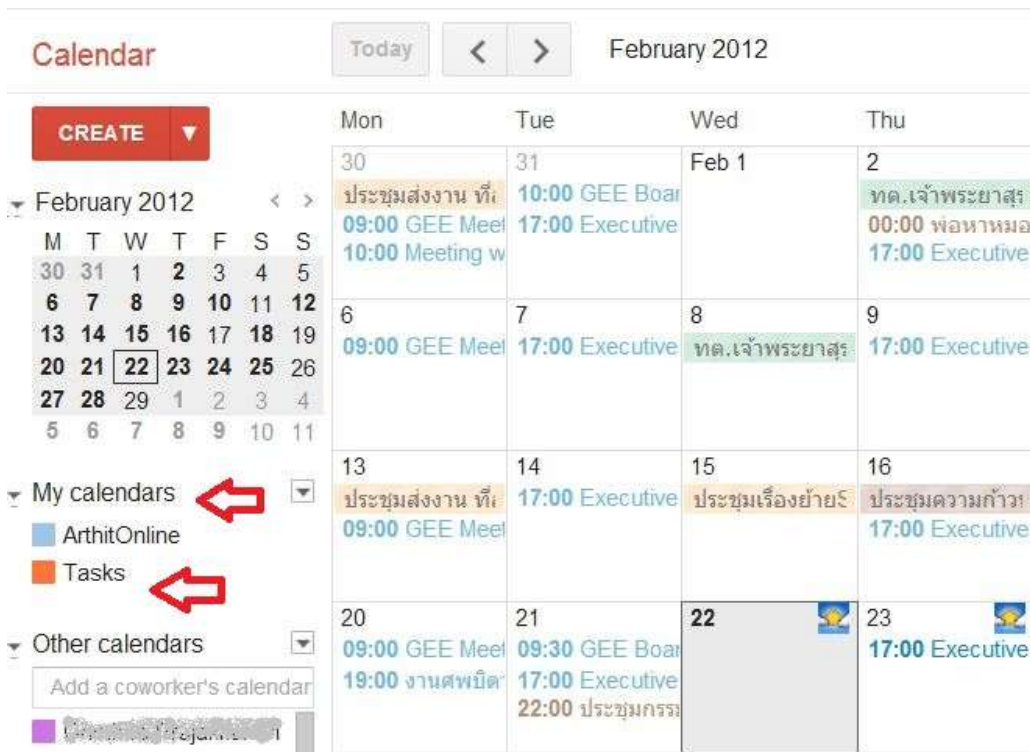 Calendar
Today
February 2012
CREATE
February 2012
M T W T F S S
30 31 1 2 3 4 5
6 7 8 9 10 11 12
13 14 15 16 17 18 19
20 21 22 23 24 25 26
27 28 29 1 2 3 4
5 6 7 8 9 10 11
My calendars
ArthitOnline
Tasks
Other calendars
Add a coworker's calendar
Mon Tue Wed Thu
30 31 Feb 1 2
ประชุมส่งงาน 10:00 GEE Boar ทต.เจ้าพระยาสุร
09:00 GEE Meet 17:00 Executive 00:00 พ่อหาหมอ
10:00 Meeting w 17:00 Executive
6 7 8 9
09:00 GEE Meet 17:00 Executive ทต.เจ้าพระยาสุร 17:00 Executive
13 14 15 16
ประชุมส่งงาน 17:00 Executive ประชุมเรื่องย้ายS ประชุมความก้าวห
09:00 GEE Meet 17:00 Executive
20 21 22 23
09:00 GEE Meet 09:30 GEE Boar 17:00 Executive
19:00 งานศพบิดา 17:00 Executive
22:00 ประชุมกรรม